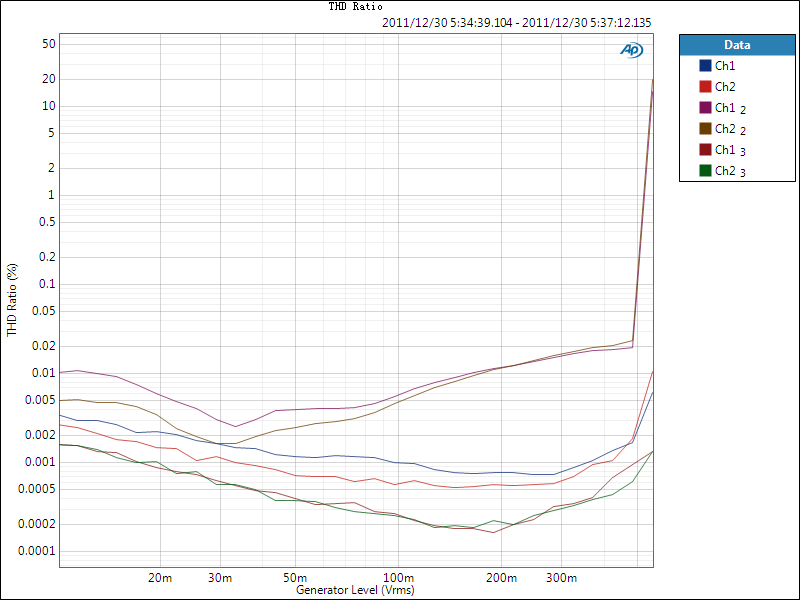 THD Ratio
2011/12/30 5:34:39.104 - 2011/12/30 5:37:12.135
AP
Data
Ch1
Ch2
Ch1 2
Ch2 2
Ch1 3
Ch2 3
THD Ratio (%)
50
20
10
5
2
1
0.5
0.2
0.1
0.05
0.02
0.01
0.005
0.002
0.001
0.0005
0.0002
0.0001
20m 30m 50m 100m 200m 300m
Generator Level (Vrms)